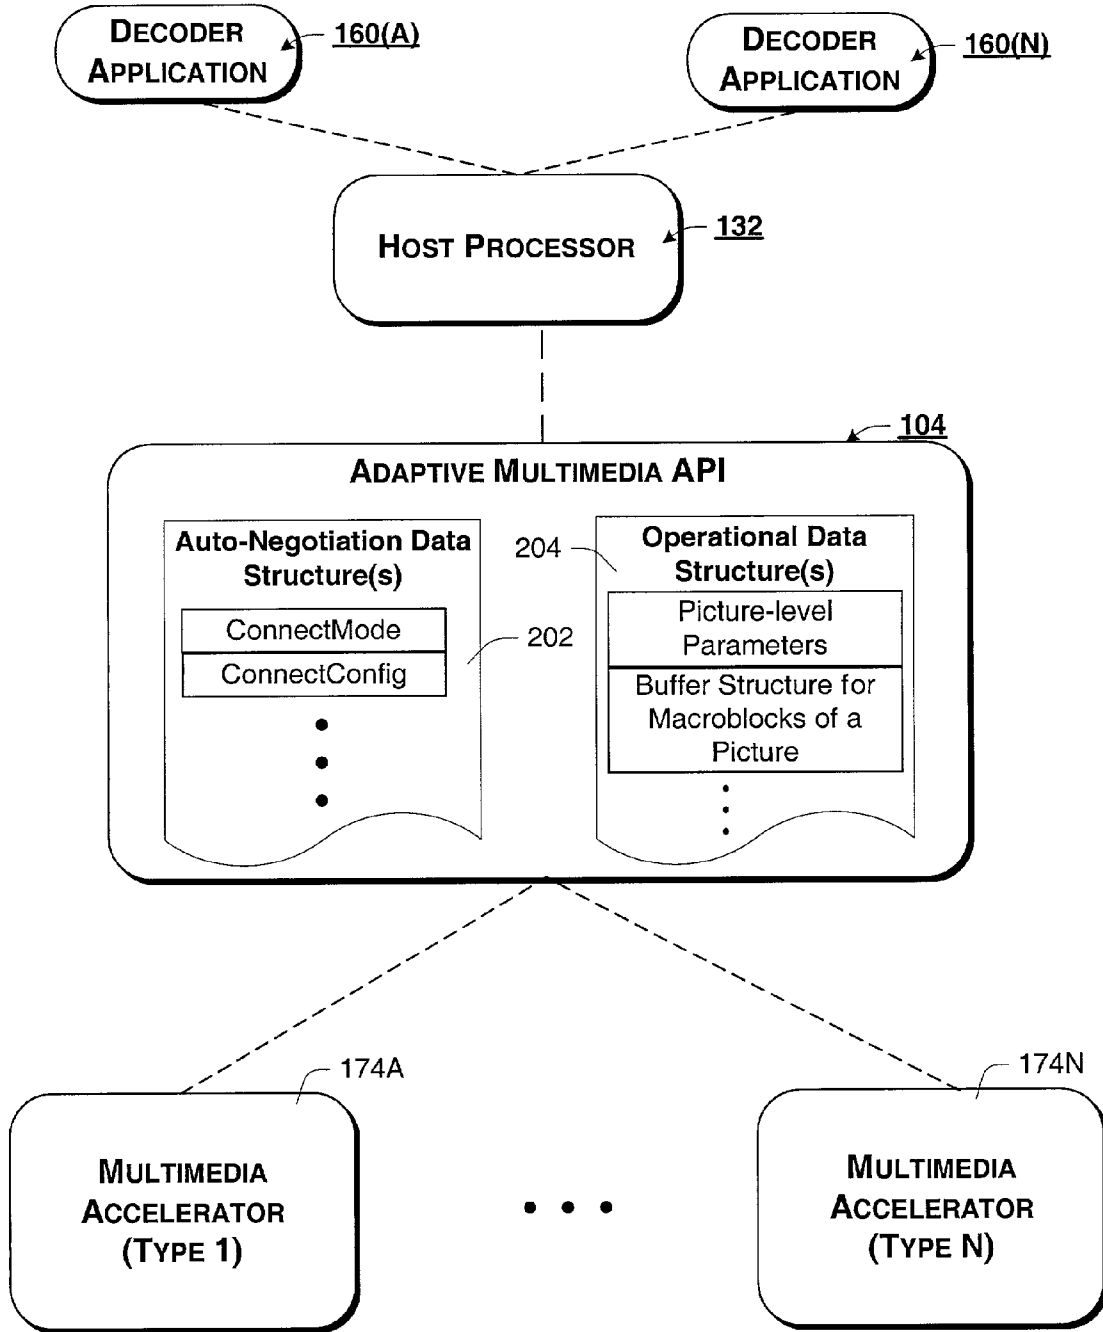 DECODER
APPLICATION
160(A)
DECODER
APPLICATION
160(N)
HOST PROCESSOR
132
104
ADAPTIVE MULTIMEDIA API
Auto-Negotiation Data
Structure(s)
ConnectMode
ConnectConfig
202
204
Operational Data
Structure(s)
Picture-level
Parameters
Buffer Structure for
Macroblocks of a
Picture
174A
MULTIMEDIA
ACCELERATOR
(TYPE 1)
174N
MULTIMEDIA
ACCELERATOR
(TYPE N)